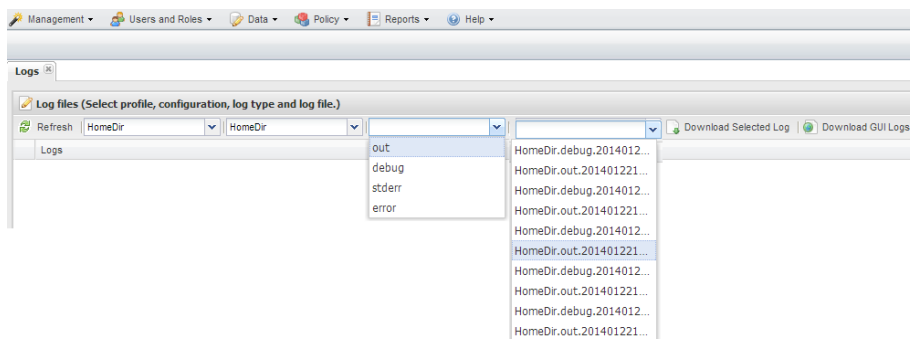 Management Users and Roles Data Policy Reports Help
Logs
Log files (Select profile, configuration, log type and log file.)
Refresh HomeDir HomeDir Download Selected Log Download GUI Logs
Logs
out
debug
stderr
error
HomeDir.debug.2014012...
HomeDir.out.201401221...
HomeDir.debug.2014012...
HomeDir.out.201401221...
HomeDir.debug.2014012...
HomeDir.out.201401221...
HomeDir.debug.2014012...
HomeDir.out.201401221...
HomeDir.debug.2014012...
HomeDir.out.201401221...